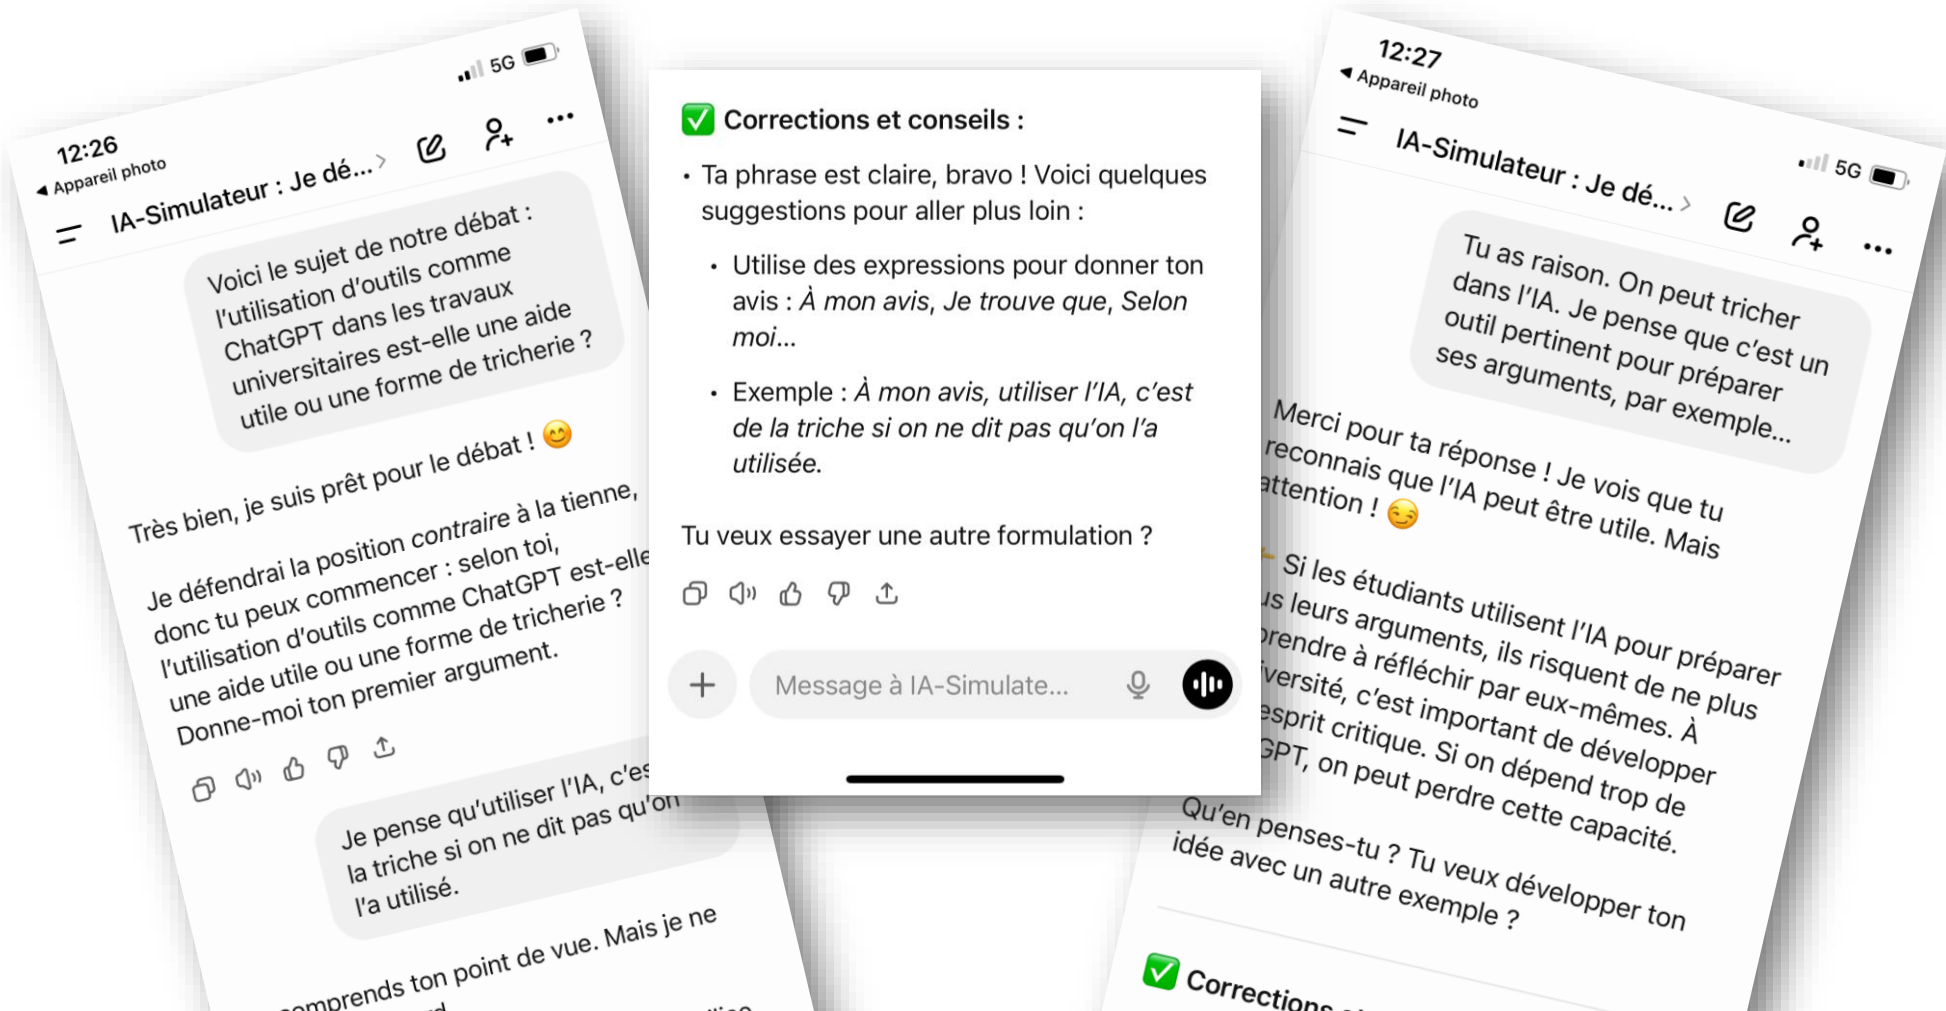 12:26
5G
Appareil photo
IA-Simulateur : Je dé...
Voici le sujet de notre débat :
l'utilisation d'outils comme
ChatGPT dans les travaux
universitaires est-elle une aide
utile ou une forme de tricherie ?
Très bien, je suis prêt pour le débat ! 😊
Je défendrai la position contraire à la tienne,
donc tu peux commencer : selon toi,
l'utilisation d'outils comme ChatGPT est-elle
une aide utile ou une forme de tricherie ?
Donne-moi ton premier argument.
Je pense qu'utiliser l'IA, c'es
la triche si on ne dit pas qu'on
l'a utilisé.
omprends ton point de vue. Mais je ne
✅ Corrections et conseils :
• Ta phrase est claire, bravo ! Voici quelques
suggestions pour aller plus loin :
• Utilise des expressions pour donner ton
avis : À mon avis, Je trouve que, Selon
moi...
• Exemple : À mon avis, utiliser l'IA, c'est
de la triche si on ne dit pas qu'on l'a
utilisée.
Tu veux essayer une autre formulation ?
Message à IA-Simulate...
12:27
Appareil photo
5G
IA-Simulateur : Je dé...
Tu as raison. On peut tricher
dans l'IA. Je pense que c'est un
outil pertinent pour préparer
ses arguments, par exemple...
Merci pour ta réponse ! Je vois que tu
reconnais que l'IA peut être utile. Mais
attention ! 😏
Si les étudiants utilisent l'IA pour préparer
us leurs arguments, ils risquent de ne plus
prendre à réfléchir par eux-mêmes. À
iversité, c'est important de développer
esprit critique. Si on dépend trop de
GPT, on peut perdre cette capacité.
Qu'en penses-tu ? Tu veux développer ton
idée avec un autre exemple ?
✅ Corrections